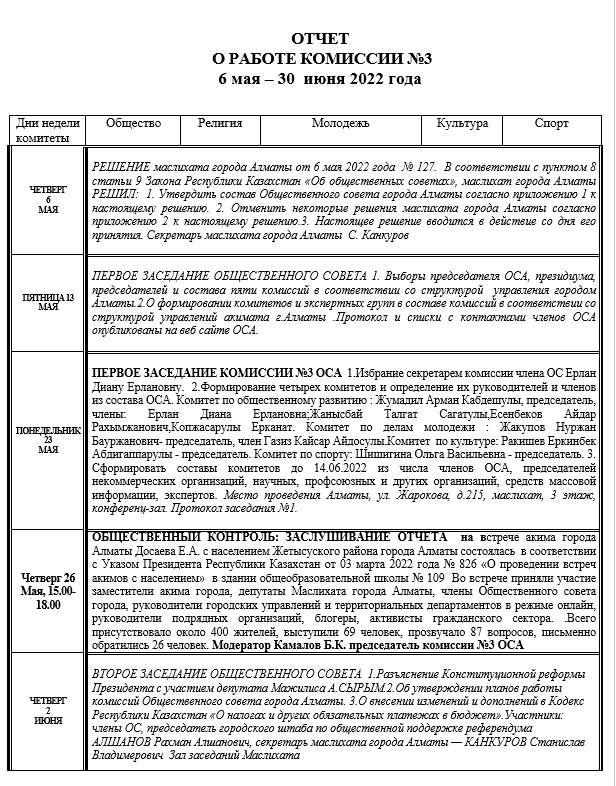 ОТЧЕТ
О РАБОТЕ КОМИССИИ №3
6 мая – 30 июня 2022 года
Дни недели комитеты
Общество
Религия
Молодежь
Культура
Спорт
ЧЕТВЕРГ
6
МАЯ
РЕШЕНИЕ маслихата города Алматы от 6 мая 2022 года № 127. В соответствии с пунктом 8
статьи 9 Закона Республики Казахстан «Об общественных советах», маслихат города Алматы
РЕШИЛ: 1. Утвердить состав Общественного совета города Алматы согласно приложению 1 к
настоящему решению. 2. Отменить некоторые решения маслихата города Алматы согласно
приложению 2 к настоящему решению.3. Настоящее решение вводится в действие со дня его
принятия. Секретарь маслихата города Алматы С. Канкуров
ПЯТНИЦА 13
МАЯ
ПЕРВОЕ ЗАСЕДАНИЕ ОБЩЕСТВЕННОГО СОВЕТА 1. Выборы председателя ОСА, президиума,
председателей и состава пяти комиссий в соответствии со структурой управления городом
Алматы.2.О формировании комитетов и экспертных групп в составе комиссий в соответствии со
структурой управлений акимата г.Алматы .Протокол и списки с контактами членов ОСА
опубликованы на веб сайте ОСА.
ПОНЕДЕЛЬНИК
23
МАЯ
ПЕРВОЕ ЗАСЕДАНИЕ КОМИССИИ №3 ОСА 1.Избрание секретарем комиссии члена ОС Ерлан
Диану Ерлановну. 2.Формирование четырех комитетов и определение их руководителей и членов
из состава ОСА. Комитет по общественному развитию : Жумадил Арман Кабдешулы, председатель,
члены: Ерлан Диана Ерлановна;Жанысбай Талгат Сагатулы,Есенбеков Айдар
Рахымжанович,Копжасарулы Ерканат. Комитет по делам молодежи : Жакупов Нуржан
Бауржанович- председатель, член Газиз Кайсар Айдосулы.Комитет по культуре: Ракишев Еркинбек
Абдигаппарулы - председатель. Комитет по спорту: Шишигина Ольга Васильевна - председатель. 3.
Сформировать составы комитетов до 14.06.2022 из числа членов ОСА, председателей
некоммерческих организаций, научных, профсоюзных и других организаций, средств массовой
информации, экспертов. Место проведения Алматы, ул. Жарокова, д.215, маслихат, 3 этаж,
конференц-зал. Протокол заседания №1.
Четверг 26
Мая, 15.00-
18.00
ОБЩЕСТВЕННЫЙ КОНТРОЛЬ: ЗАСЛУШИВАНИЕ ОТЧЕТА на встрече акима города
Алматы Досаева Е.А. с населением Жетысуского района города Алматы состоялась в соответствии
с Указом Президента Республики Казахстан от 03 марта 2022 года № 826 «О проведении встреч
акимов с населением» в здании общеобразовательной школы № 109 Во встрече приняли участие
заместители акима города, депутаты Маслихата города Алматы, члены Общественного совета
города, руководители городских управлений и территориальных департаментов в режиме онлайн,
руководители подрядных организаций, блогеры, активисты гражданского сектора. .Всего
присутствовало около 400 жителей, выступили 69 человек, прозвучало 87 вопросов, письменно
обратились 26 человек. Модератор Камалов Б.К. председатель комиссии №3 ОСА
ЧЕТВЕРГ
2
ИЮНЯ
ВТОРОЕ ЗАСЕДАНИЕ ОБЩЕСТВЕННОГО СОВЕТА 1.Разъяснение Конституционной реформы
Президента с участием депутата Мажилиса А.СЫРЫМ.2.Об утверждении планов работы
комиссий Общественного совета города Алматы. 3.О внесении изменений и дополнений в Кодекс
Республики Казахстан «О налогах и других обязательных платежах в бюджет».Участники:
члены ОС, председатель городского штаба по общественной поддержке референдума
АЛШАНОВ Рахман Алшанович, секретарь маслихата города Алматы — КАНКУРОВ Станислав
Владимирович Зал заседаний Маслихата